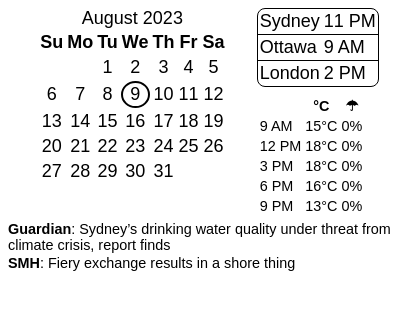 August 2023
Su Mo Tu We Th Fr Sa
1 2 3 4 5
6 7 8 9 10 11 12
13 14 15 16 17 18 19
20 21 22 23 24 25 26
27 28 29 30 31
Sydney 11 PM
Ottawa 9 AM
London 2 PM
°C ☂
9 AM 15°C 0%
12 PM 18°C 0%
3 PM 18°C 0%
6 PM 16°C 0%
9 PM 13°C 0%
Guardian: Sydney’s drinking water quality under threat from
climate crisis, report finds
SMH: Fiery exchange results in a shore thing